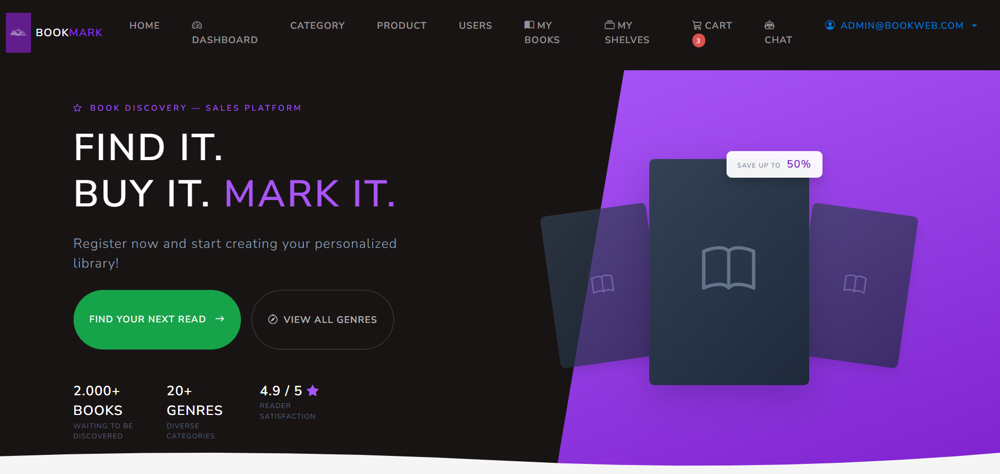 BOOKMARK
HOME
DASHBOARD
CATEGORY
PRODUCT
USERS
MY
BOOKS
MY
SHELVES
CART
3
CHAT
ADMIN@BOOKWEB.COM
BOOK DISCOVERY — SALES PLATFORM
FIND IT.
BUY IT. MARK IT.
Register now and start creating your personalized
library!
FIND YOUR NEXT READ →
VIEW ALL GENRES
2.000+
BOOKS
WAITING TO BE
DISCOVERED
20+
GENRES
DIVERSE
CATEGORIES
4.9 / 5 ★
READER
SATISFACTION
SAVE UP TO 50%